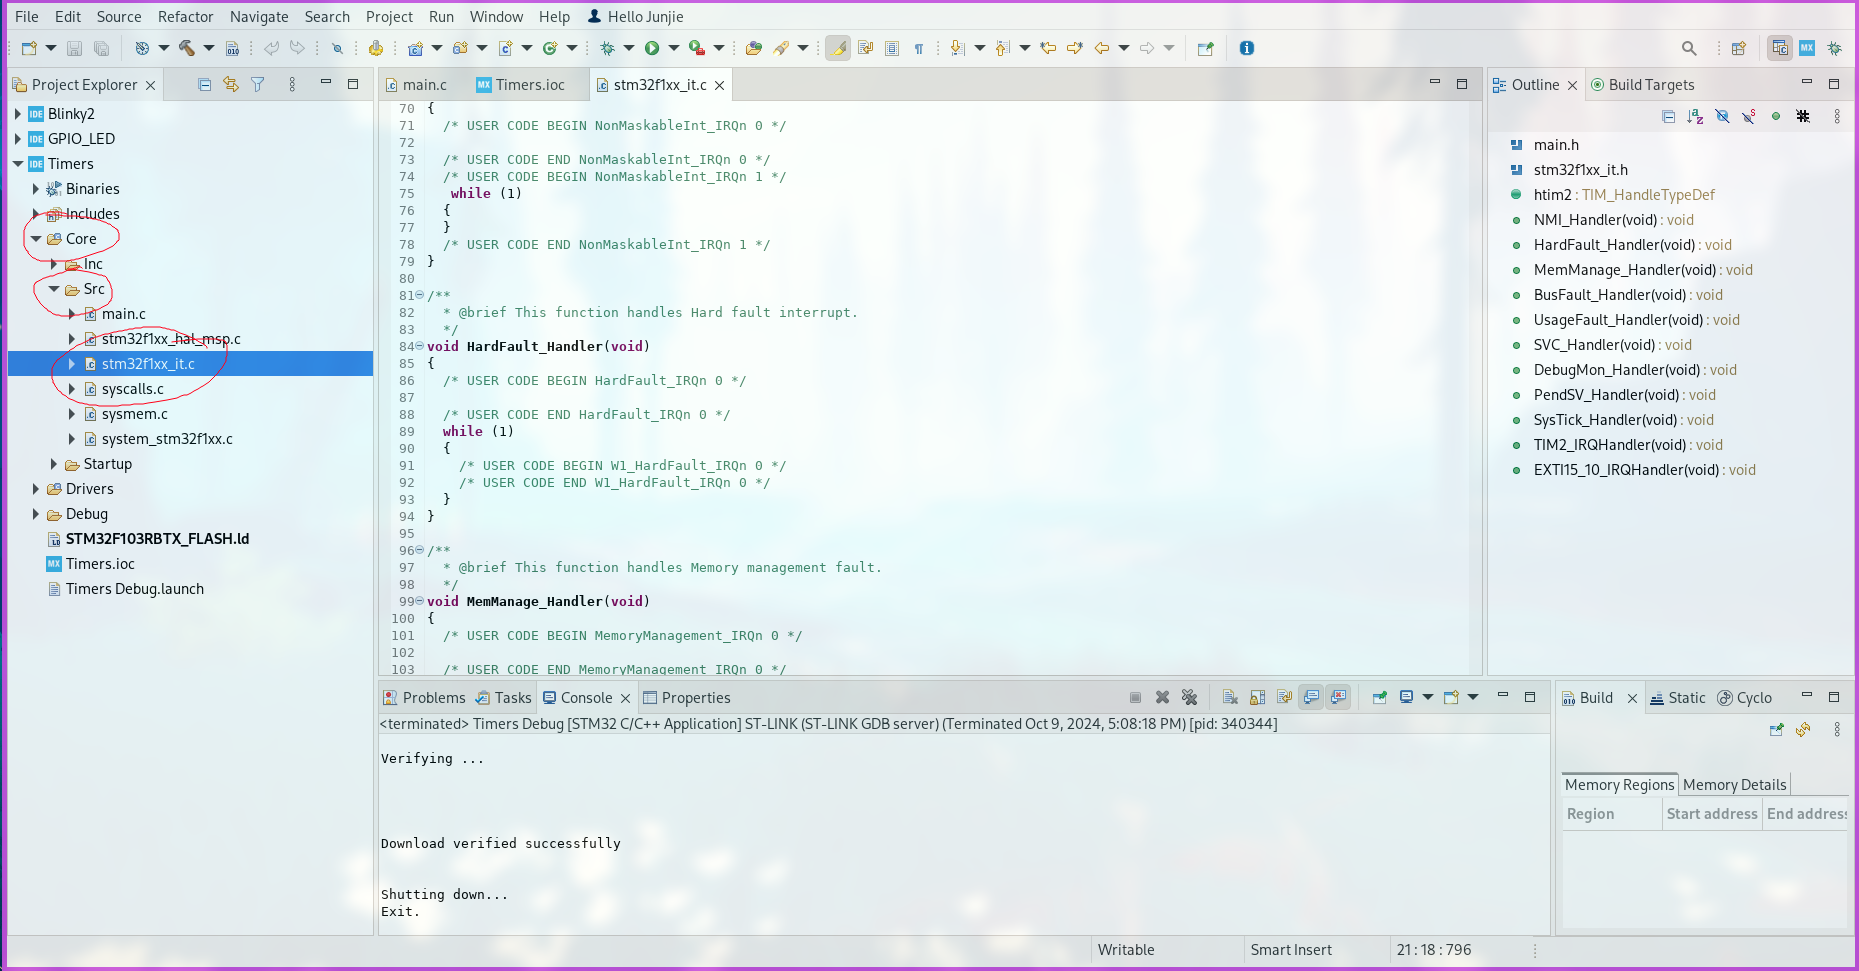 File Edit Source Refactor Navigate Search Project Run Window Help Hello Junjie
Project Explorer
Blinky2
GPIO_LED
Timers
Binaries
Includes
Core
Inc
Src
main.c
stm32f1xx_hal_msp.c
stm32f1xx_it.c
syscalls.c
sysmem.c
system_stm32f1xx.c
Startup
Drivers
Debug
STM32F103RBTX_FLASH.ld
Timers.ioc
Timers Debug.launch
main.c Timers.ioc stm32f1xx_it.c
70 {
71 /* USER CODE BEGIN NonMaskableInt_IRQn 0 */
72
73 /* USER CODE END NonMaskableInt_IRQn 0 */
74 /* USER CODE BEGIN NonMaskableInt_IRQn 1 */
75 while (1)
76 {
77 }
78 /* USER CODE END NonMaskableInt_IRQn 1 */
79 }
80
81 /**
82 * @brief This function handles Hard fault interrupt.
83 */
84 void HardFault_Handler(void)
85 {
86 /* USER CODE BEGIN HardFault_IRQn 0 */
87
88 /* USER CODE END HardFault_IRQn 0 */
89 while (1)
90 {
91 /* USER CODE BEGIN W1_HardFault_IRQn 0 */
92 /* USER CODE END W1_HardFault_IRQn 0 */
93 }
94 }
95
96 /**
97 * @brief This function handles Memory management fault.
98 */
99 void MemManage_Handler(void)
100 {
101 /* USER CODE BEGIN MemoryManagement_IRQn 0 */
102
103 /* USER CODE END MemoryManagement_IRQn 0 */
Outline Build Targets
main.h
stm32f1xx_it.h
htim2 : TIM_HandleTypeDef
NMI_Handler(void) : void
HardFault_Handler(void) : void
MemManage_Handler(void) : void
BusFault_Handler(void) : void
UsageFault_Handler(void) : void
SVC_Handler(void) : void
DebugMon_Handler(void) : void
PendSV_Handler(void) : void
SysTick_Handler(void) : void
TIM2_IRQHandler(void) : void
EXTI15_10_IRQHandler(void) : void
Problems Tasks Console Properties
<terminated> Timers Debug [STM32 C/C++ Application] ST-LINK (ST-LINK GDB server) (Terminated Oct 9, 2024, 5:08:18 PM) [pid: 340344]
Verifying ...
Download verified successfully
Shutting down...
Exit.
Build Static Cyclo
Memory Regions Memory Details
Region Start address End address
Writable Smart Insert 21 : 18 : 796